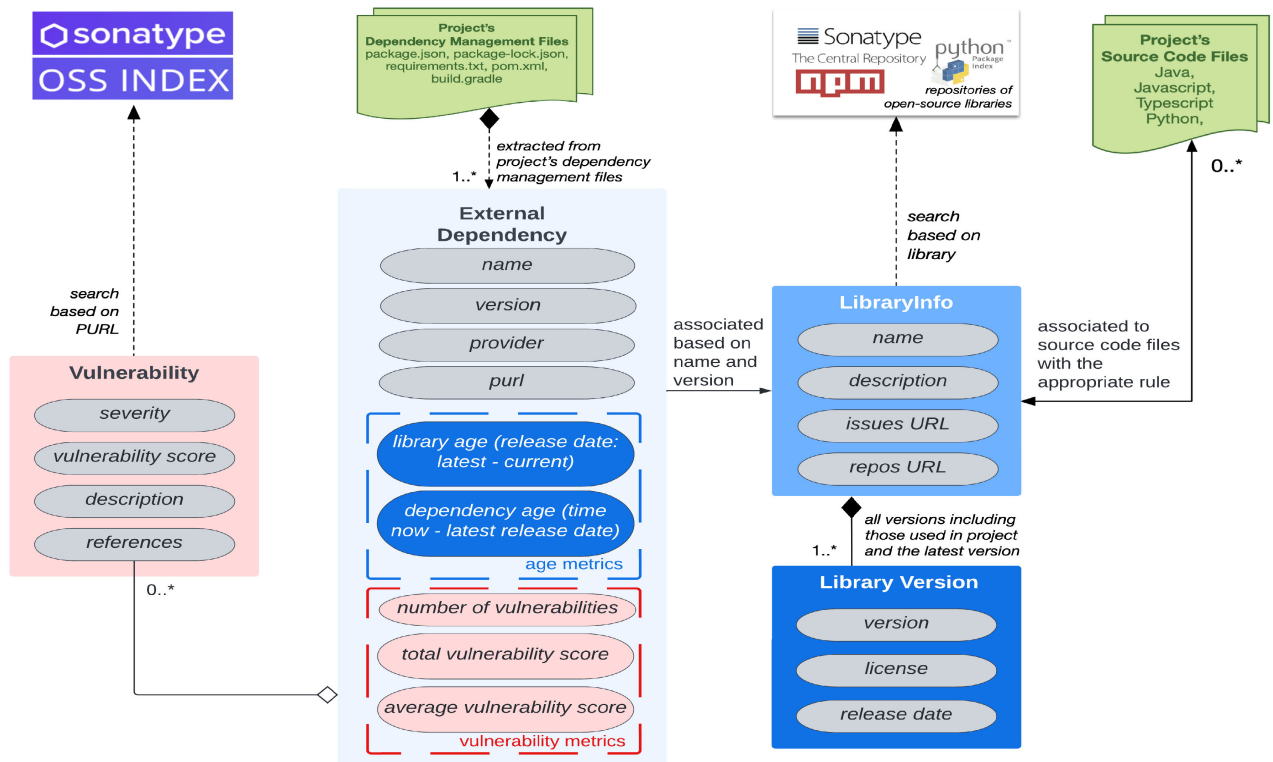 sonatype
OSS INDEX
Project's
Dependency Management Files
package.json, package-lock.json,
requirements.txt, pom.xml,
build.gradle
Sonatype
The Central Repository
python
Package
Index
npm
repositories of
open-source libraries
Project's
Source Code Files
Java,
Javascript,
Typescript
Python,
extracted from
project's dependency
management files
1..*
0..*
search
based on
PURL
search
based on
library
External
Dependency
name
version
provider
purl
library age (release date:
latest - current)
dependency age (time
now - latest release date)
age metrics
number of vulnerabilities
total vulnerability score
average vulnerability score
vulnerability metrics
Vulnerability
severity
vulnerability score
description
references
0..*
associated
based on
name and
version
LibraryInfo
name
description
issues URL
repos URL
associated to
source code files
with the
appropriate rule
all versions including
those used in project
and the latest version
1..*
Library Version
version
license
release date